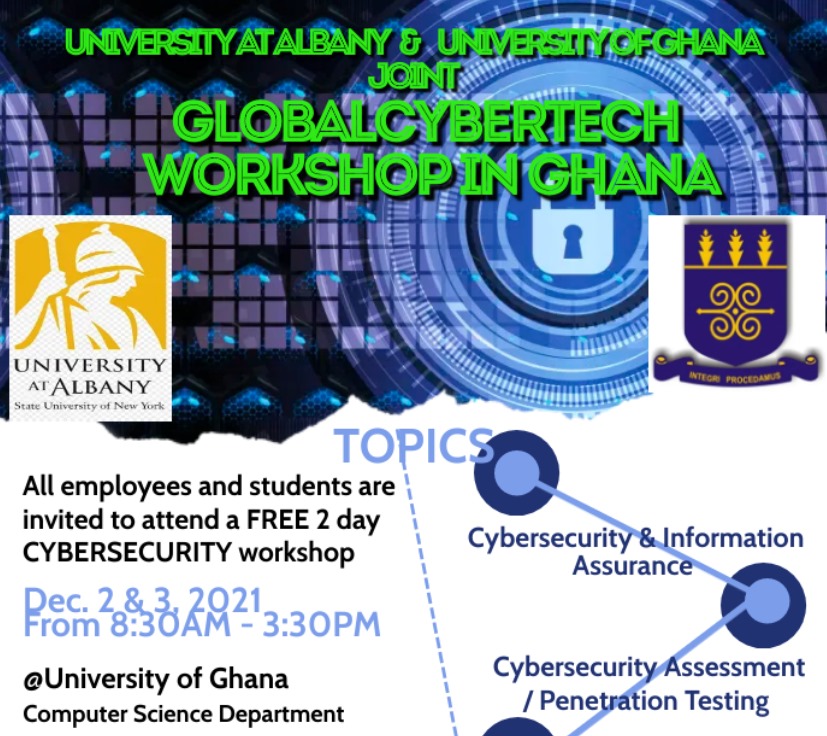 UNIVERSITY AT ALBANY & UNIVERSITY OF GHANA
JOINT
GLOBALCYBERTECH
WORKSHOP IN GHANA
UNIVERSITY
AT ALBANY
State University of New York
INTEGRI PROCEDAMUS
TOPICS
All employees and students are
invited to attend a FREE 2 day
CYBERSECURITY workshop
Dec. 2 & 3, 2021
From 8:30AM - 3:30PM
@University of Ghana
Computer Science Department
Cybersecurity & Information
Assurance
Cybersecurity Assessment
/ Penetration Testing